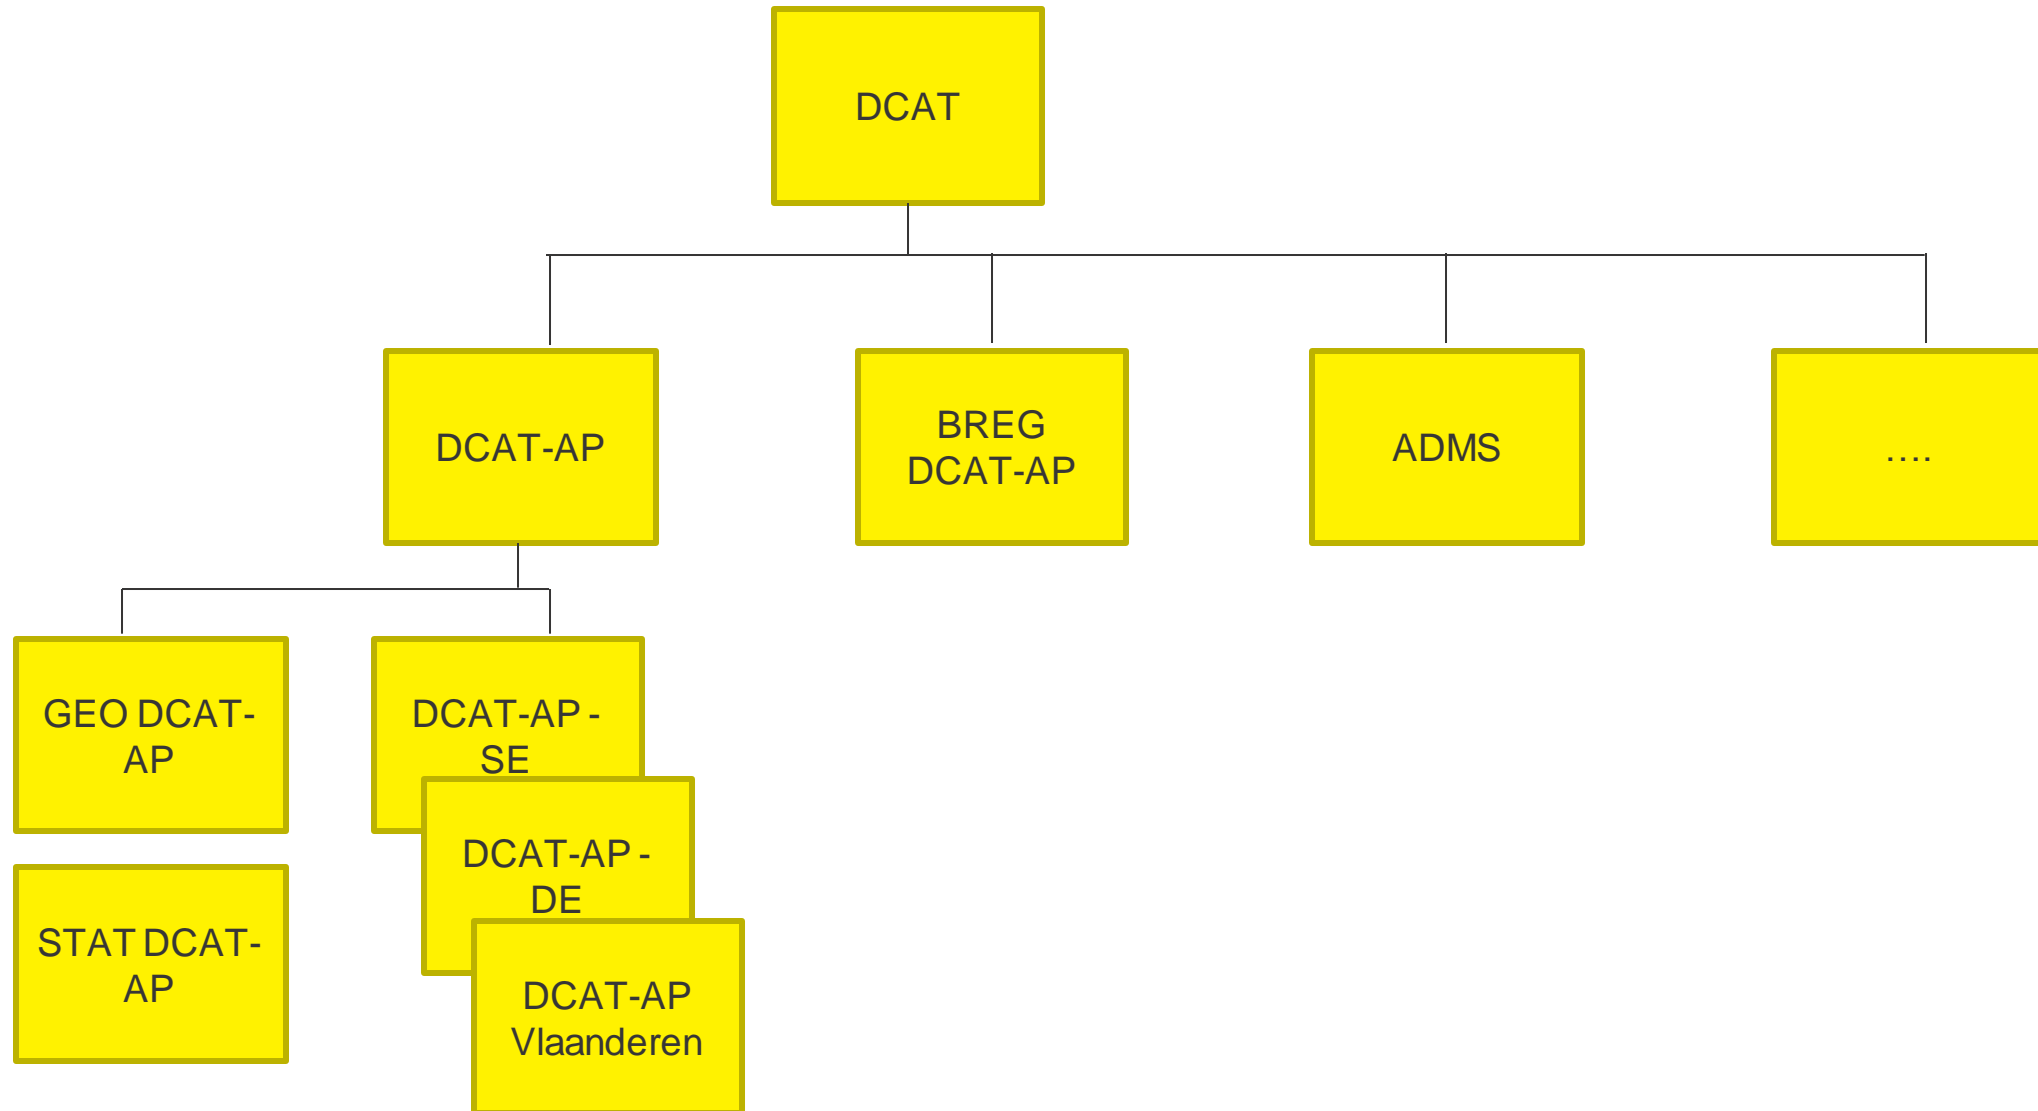 DCAT
DCAT-AP
BREG
DCAT-AP
ADMS
....
GEO DCAT-
AP
DCAT-AP -
SE
DCAT-AP -
DE
STAT DCAT-
AP
DCAT-AP
Vlaanderen